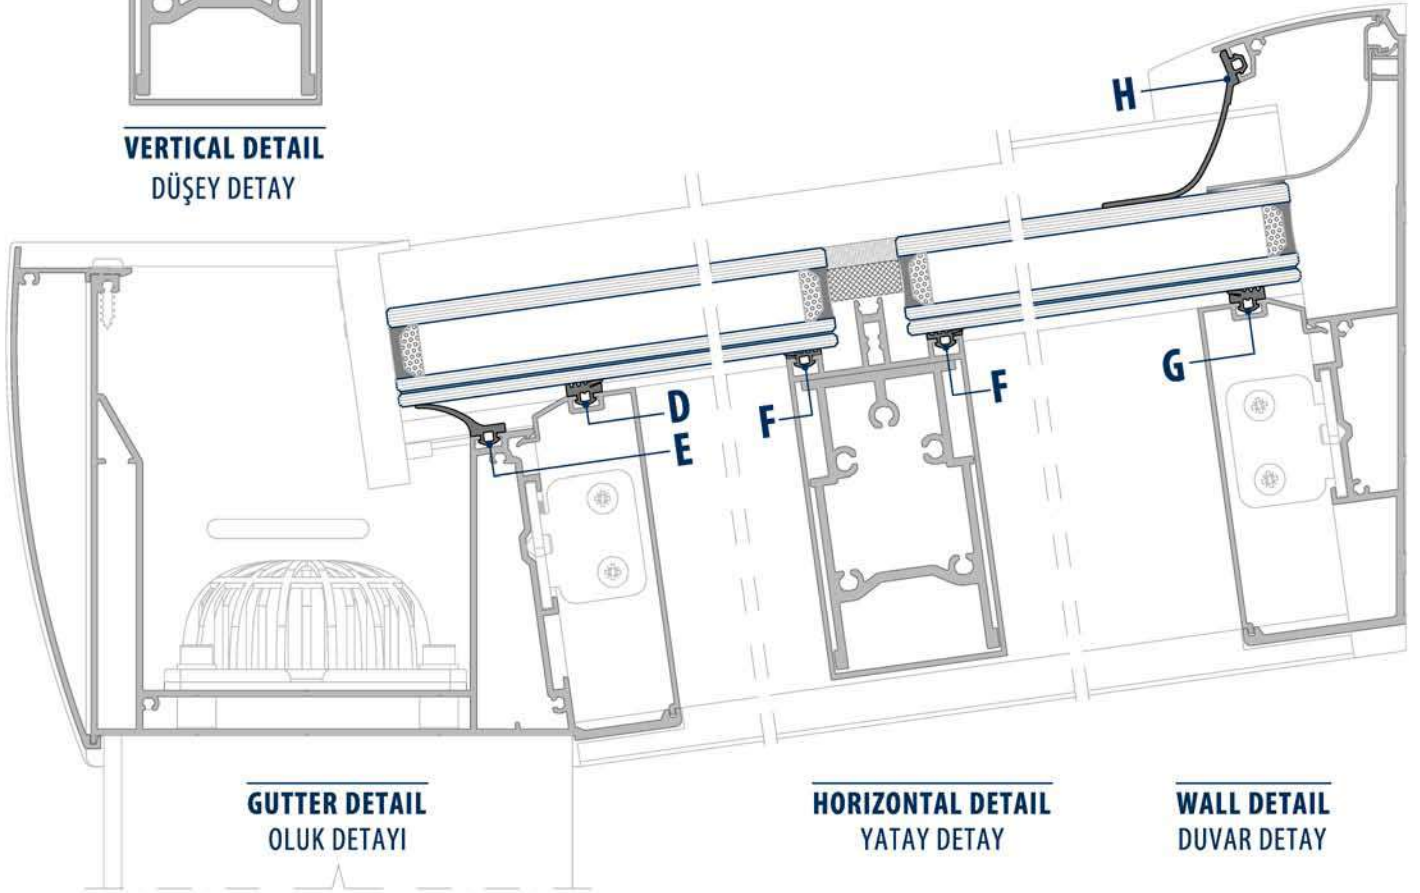 VERTICAL DETAIL
DÜŞEY DETAY
H
G
F
F
D
E
GUTTER DETAIL
OLUK DETAYI
HORIZONTAL DETAIL
YATAY DETAY
WALL DETAIL
DUVAR DETAY